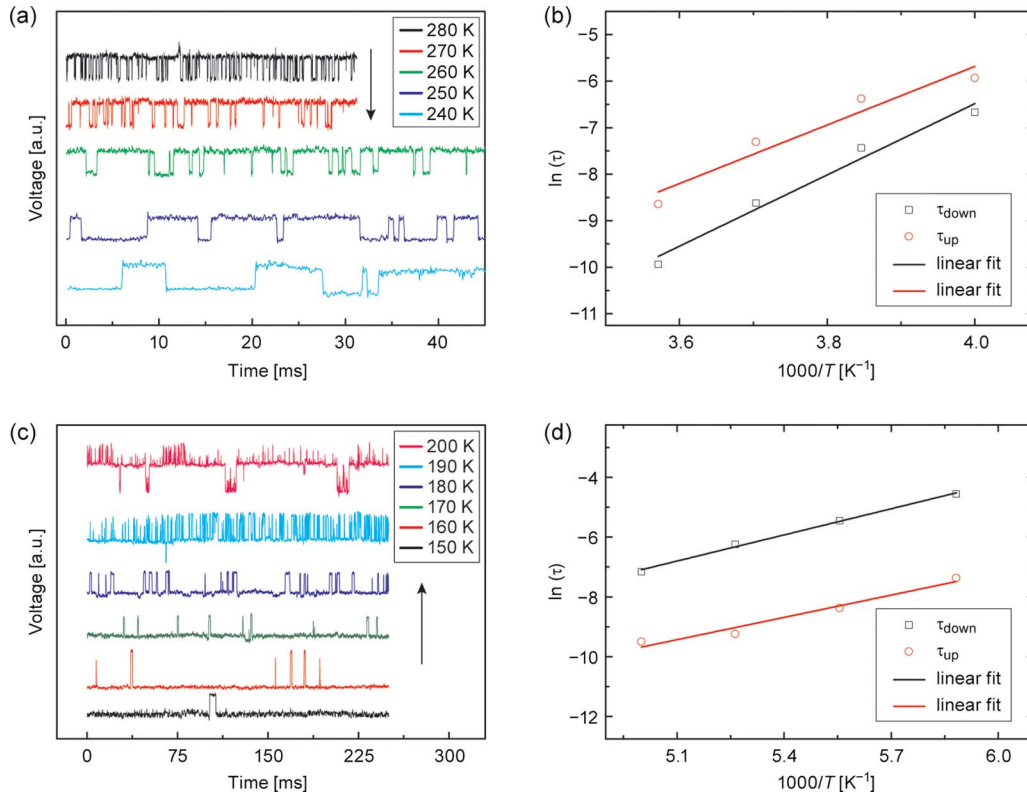 (a)
280 K
270 K
260 K
250 K
240 K
Voltage [a.u.]
0 10 20 30 40
Time [ms]
(b)
−5
−6
−7
−8
−9
−10
−11
ln (τ)
τdown
τup
linear fit
linear fit
3.6 3.8 4.0
1000/T [K−1]
(c)
200 K
190 K
180 K
170 K
160 K
150 K
Voltage [a.u.]
0 75 150 225 300
Time [ms]
(d)
−4
−6
−8
−10
−12
ln (τ)
τdown
τup
linear fit
linear fit
5.1 5.4 5.7 6.0
1000/T [K−1]